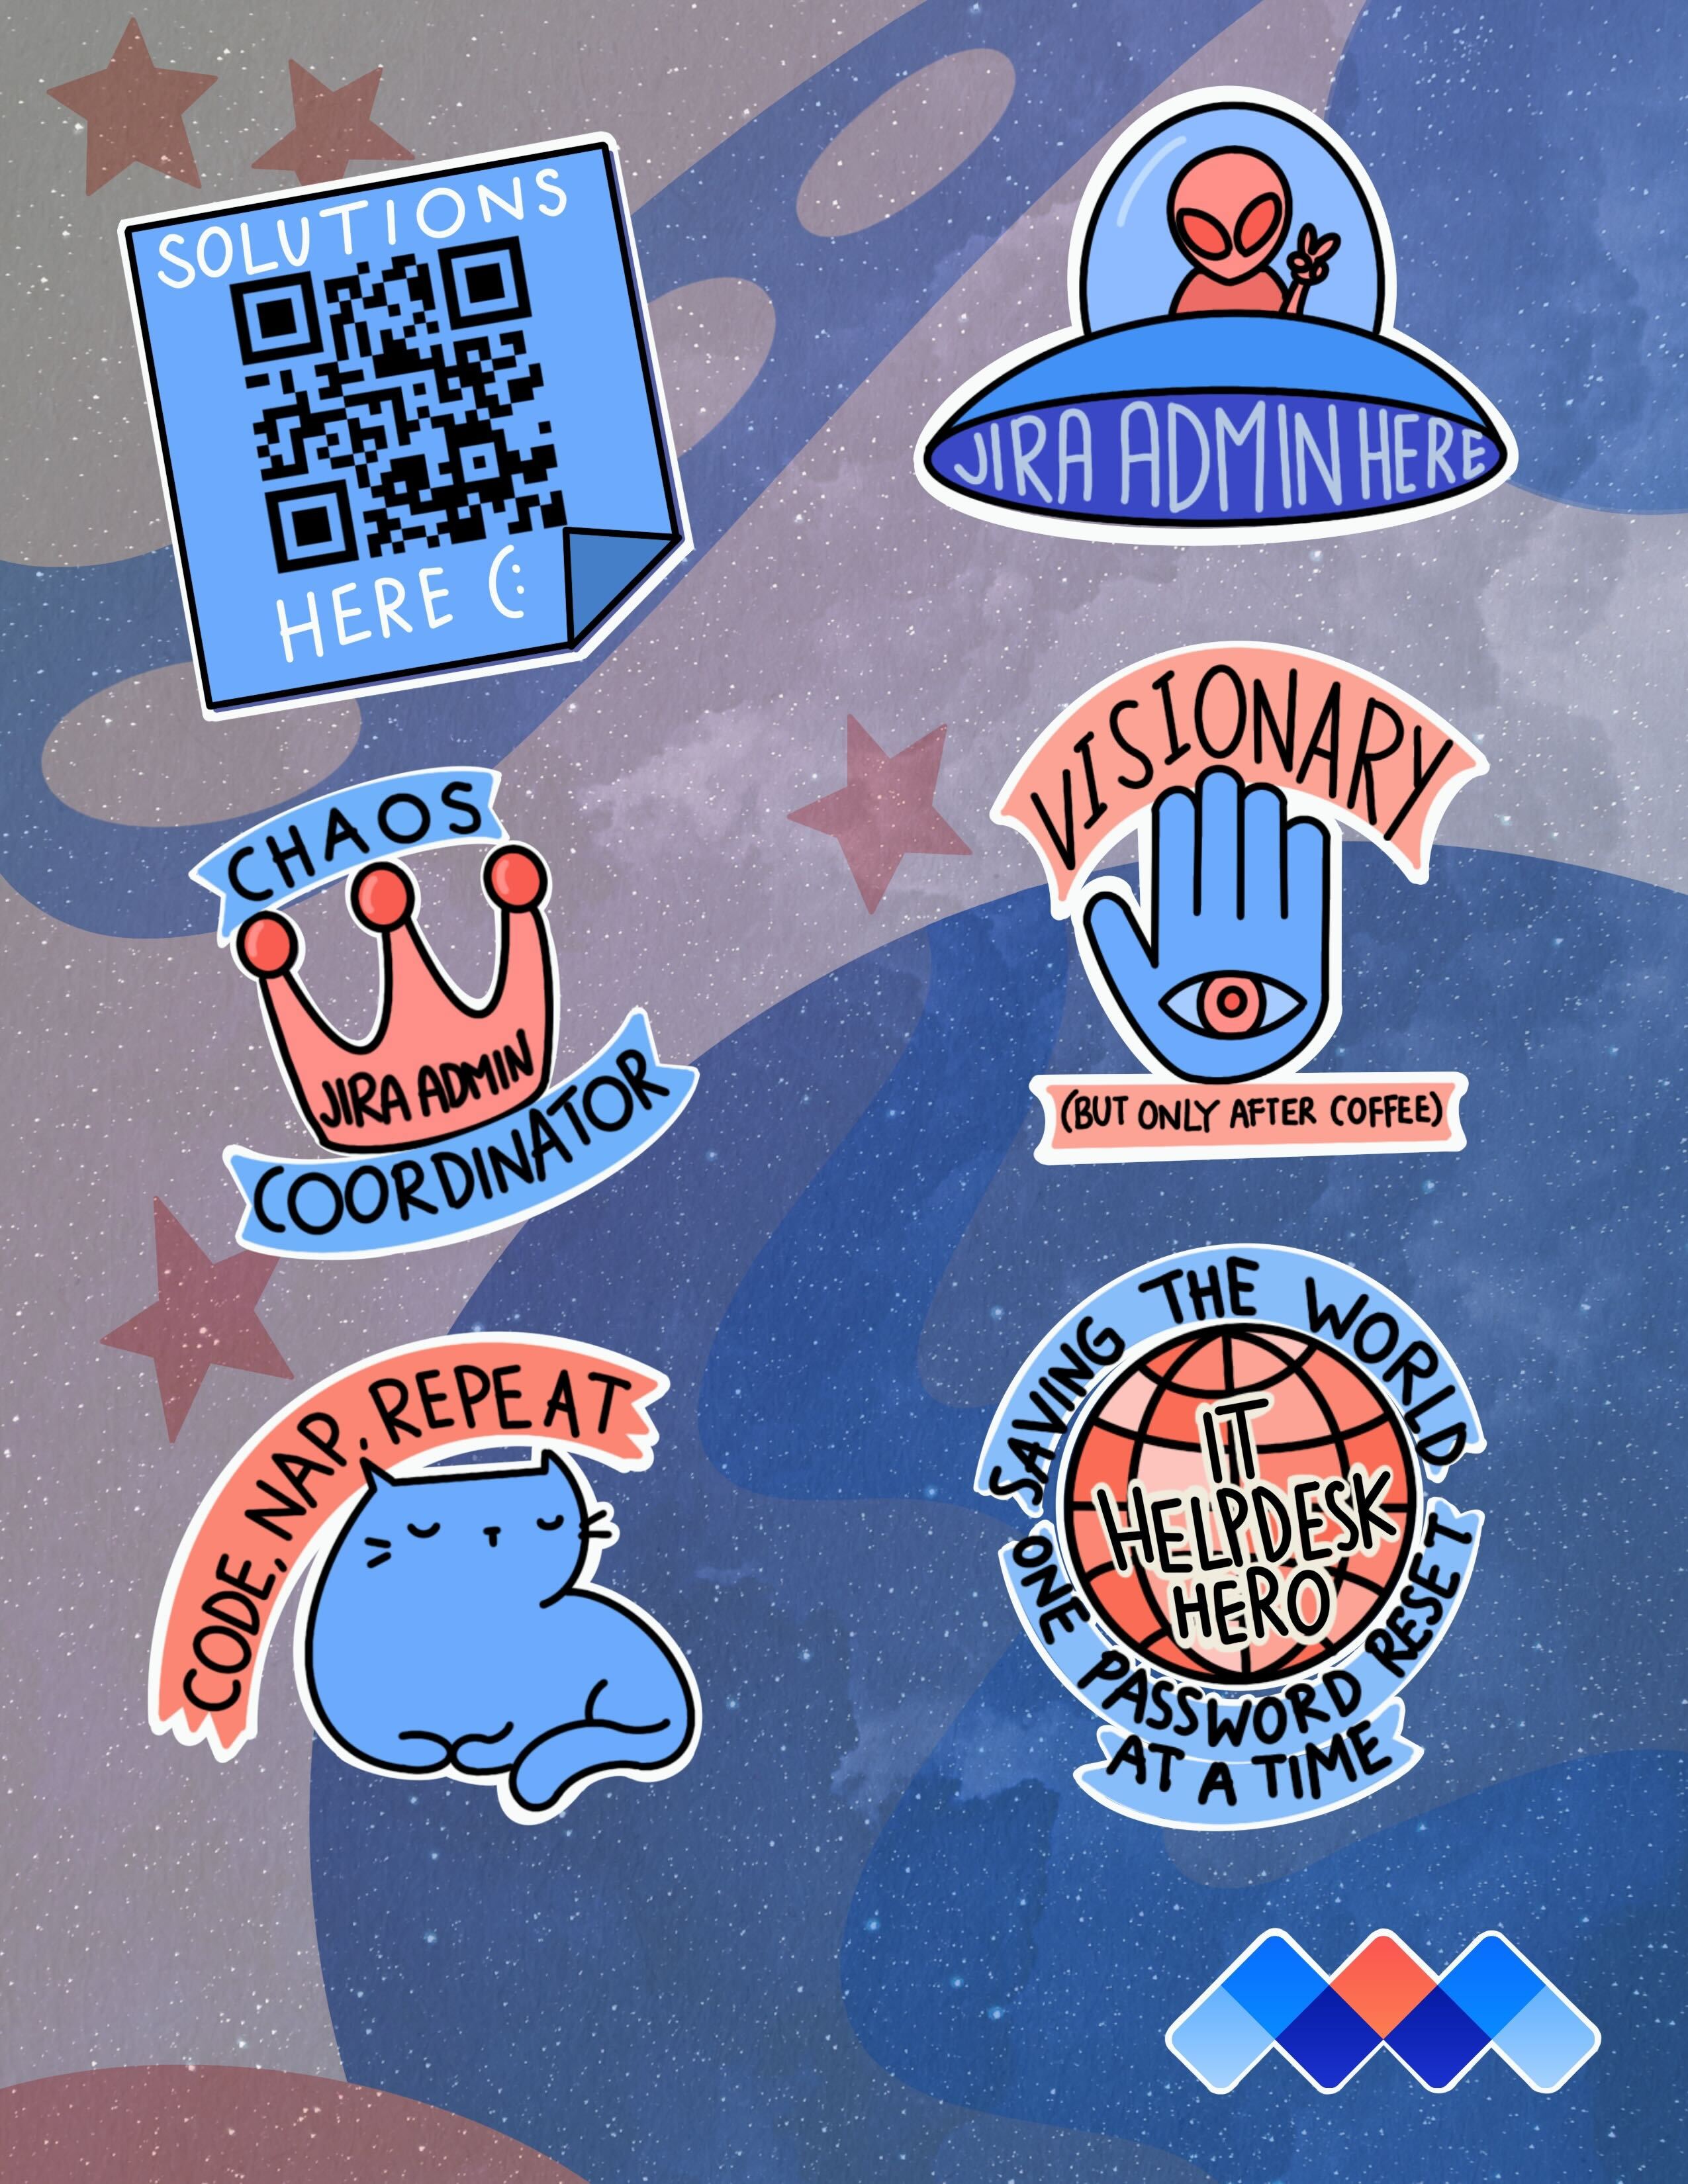 SOLUTIONS
HERE (:
JIRA ADMIN HERE
CHAOS
JIRA ADMIN
COORDINATOR
VISIONARY
(BUT ONLY AFTER COFFEE)
CODE, NAP, REPEAT
SAVING THE WORLD
IT
HELPDESK
HERO
ONE PASSWORD RESET
AT A TIME